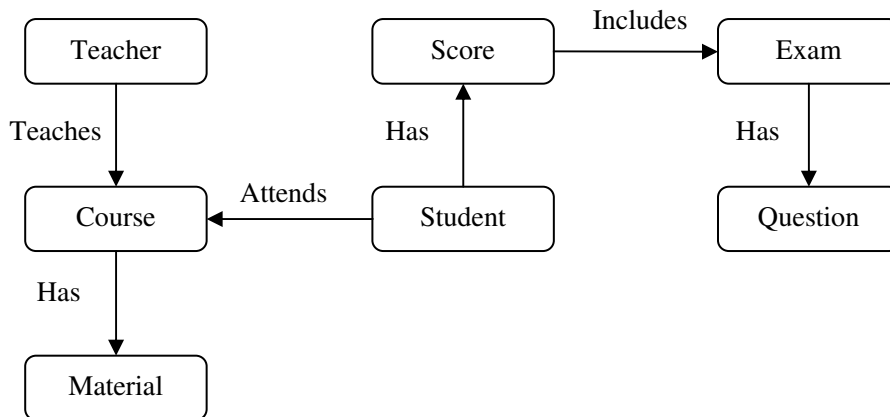 Includes
Teacher
Score
Exam
Teaches
Has
Has
Attends
Course
Student
Question
Has
Material